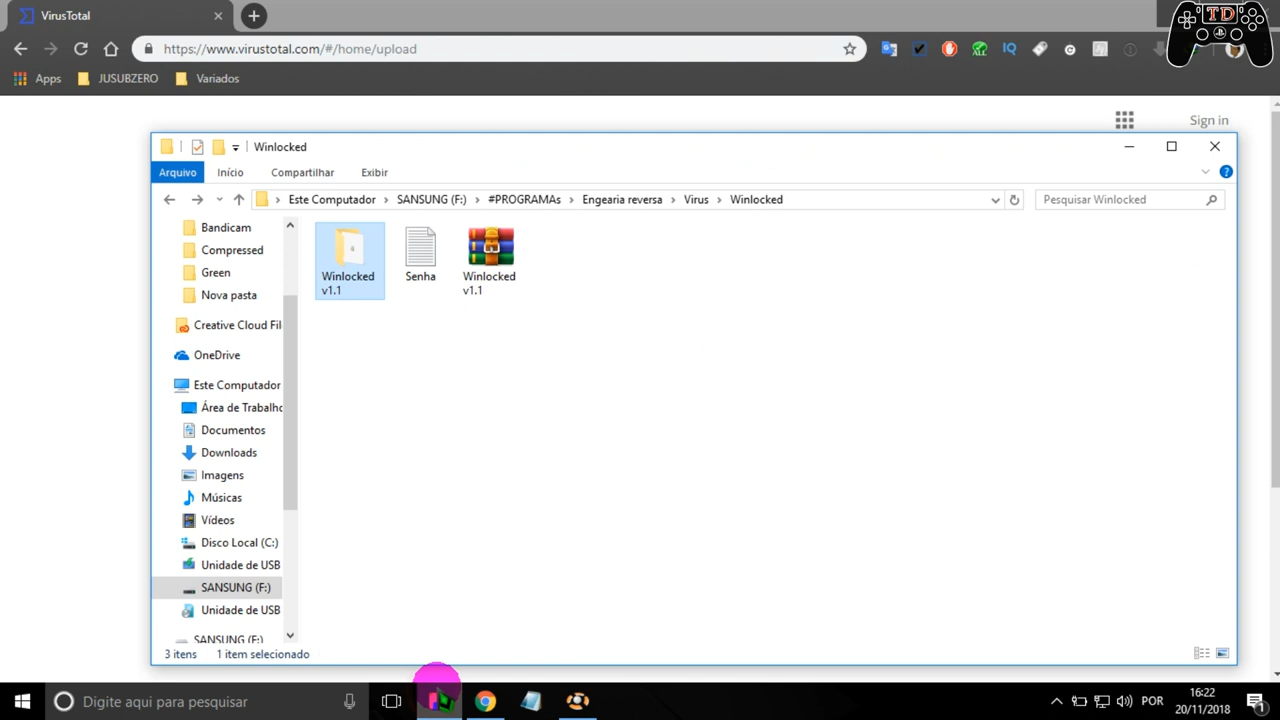 VirusTotal
TD
https://www.virustotal.com/#/home/upload
IQ
Apps JUSUBZERO Variados
Sign in
Winlocked
Arquivo Início Compartilhar Exibir
Este Computador SANSUNG (F:) #PROGRAMAs Engearia reversa Virus Winlocked
Pesquisar Winlocked
Bandicam
Compressed
Green
Nova pasta
Creative Cloud Fil
OneDrive
Este Computador
Área de Trabalho
Documentos
Downloads
Imagens
Músicas
Vídeos
Disco Local (C:)
Unidade de USB
SANSUNG (F:)
Unidade de USB
SANSUNG (F:)
Winlocked
v1.1
Senha
Winlocked
v1.1
3 itens 1 item selecionado
Digite aqui para pesquisar
POR
16:22
20/11/2018
1